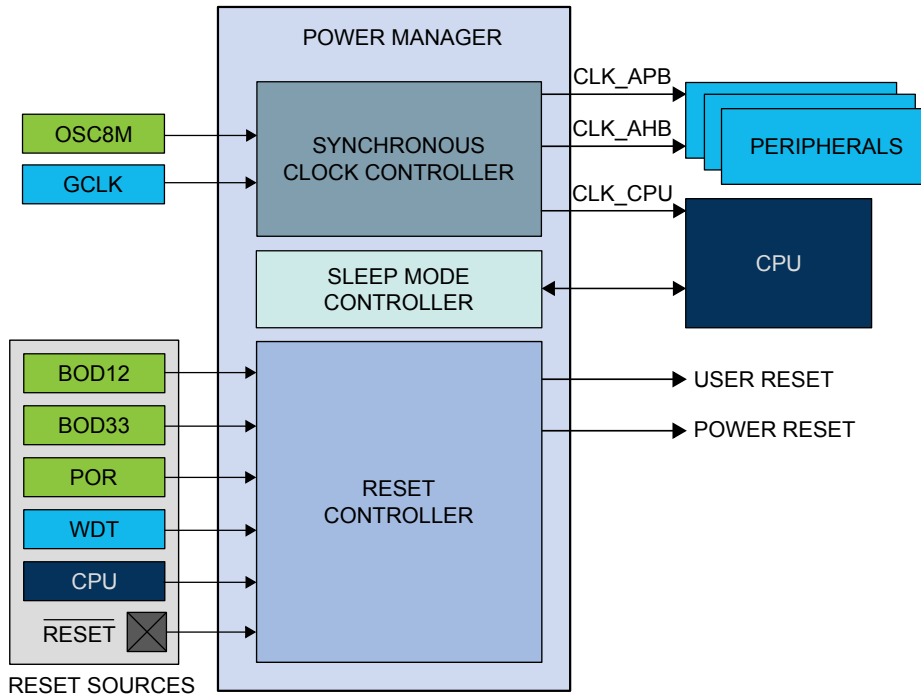 POWER MANAGER
OSC8M
GCLK
SYNCHRONOUS
CLOCK CONTROLLER
CLK_APB
CLK_AHB
CLK_CPU
PERIPHERALS
CPU
SLEEP MODE
CONTROLLER
BOD12
BOD33
POR
WDT
CPU
RESET
RESET SOURCES
RESET
CONTROLLER
USER RESET
POWER RESET